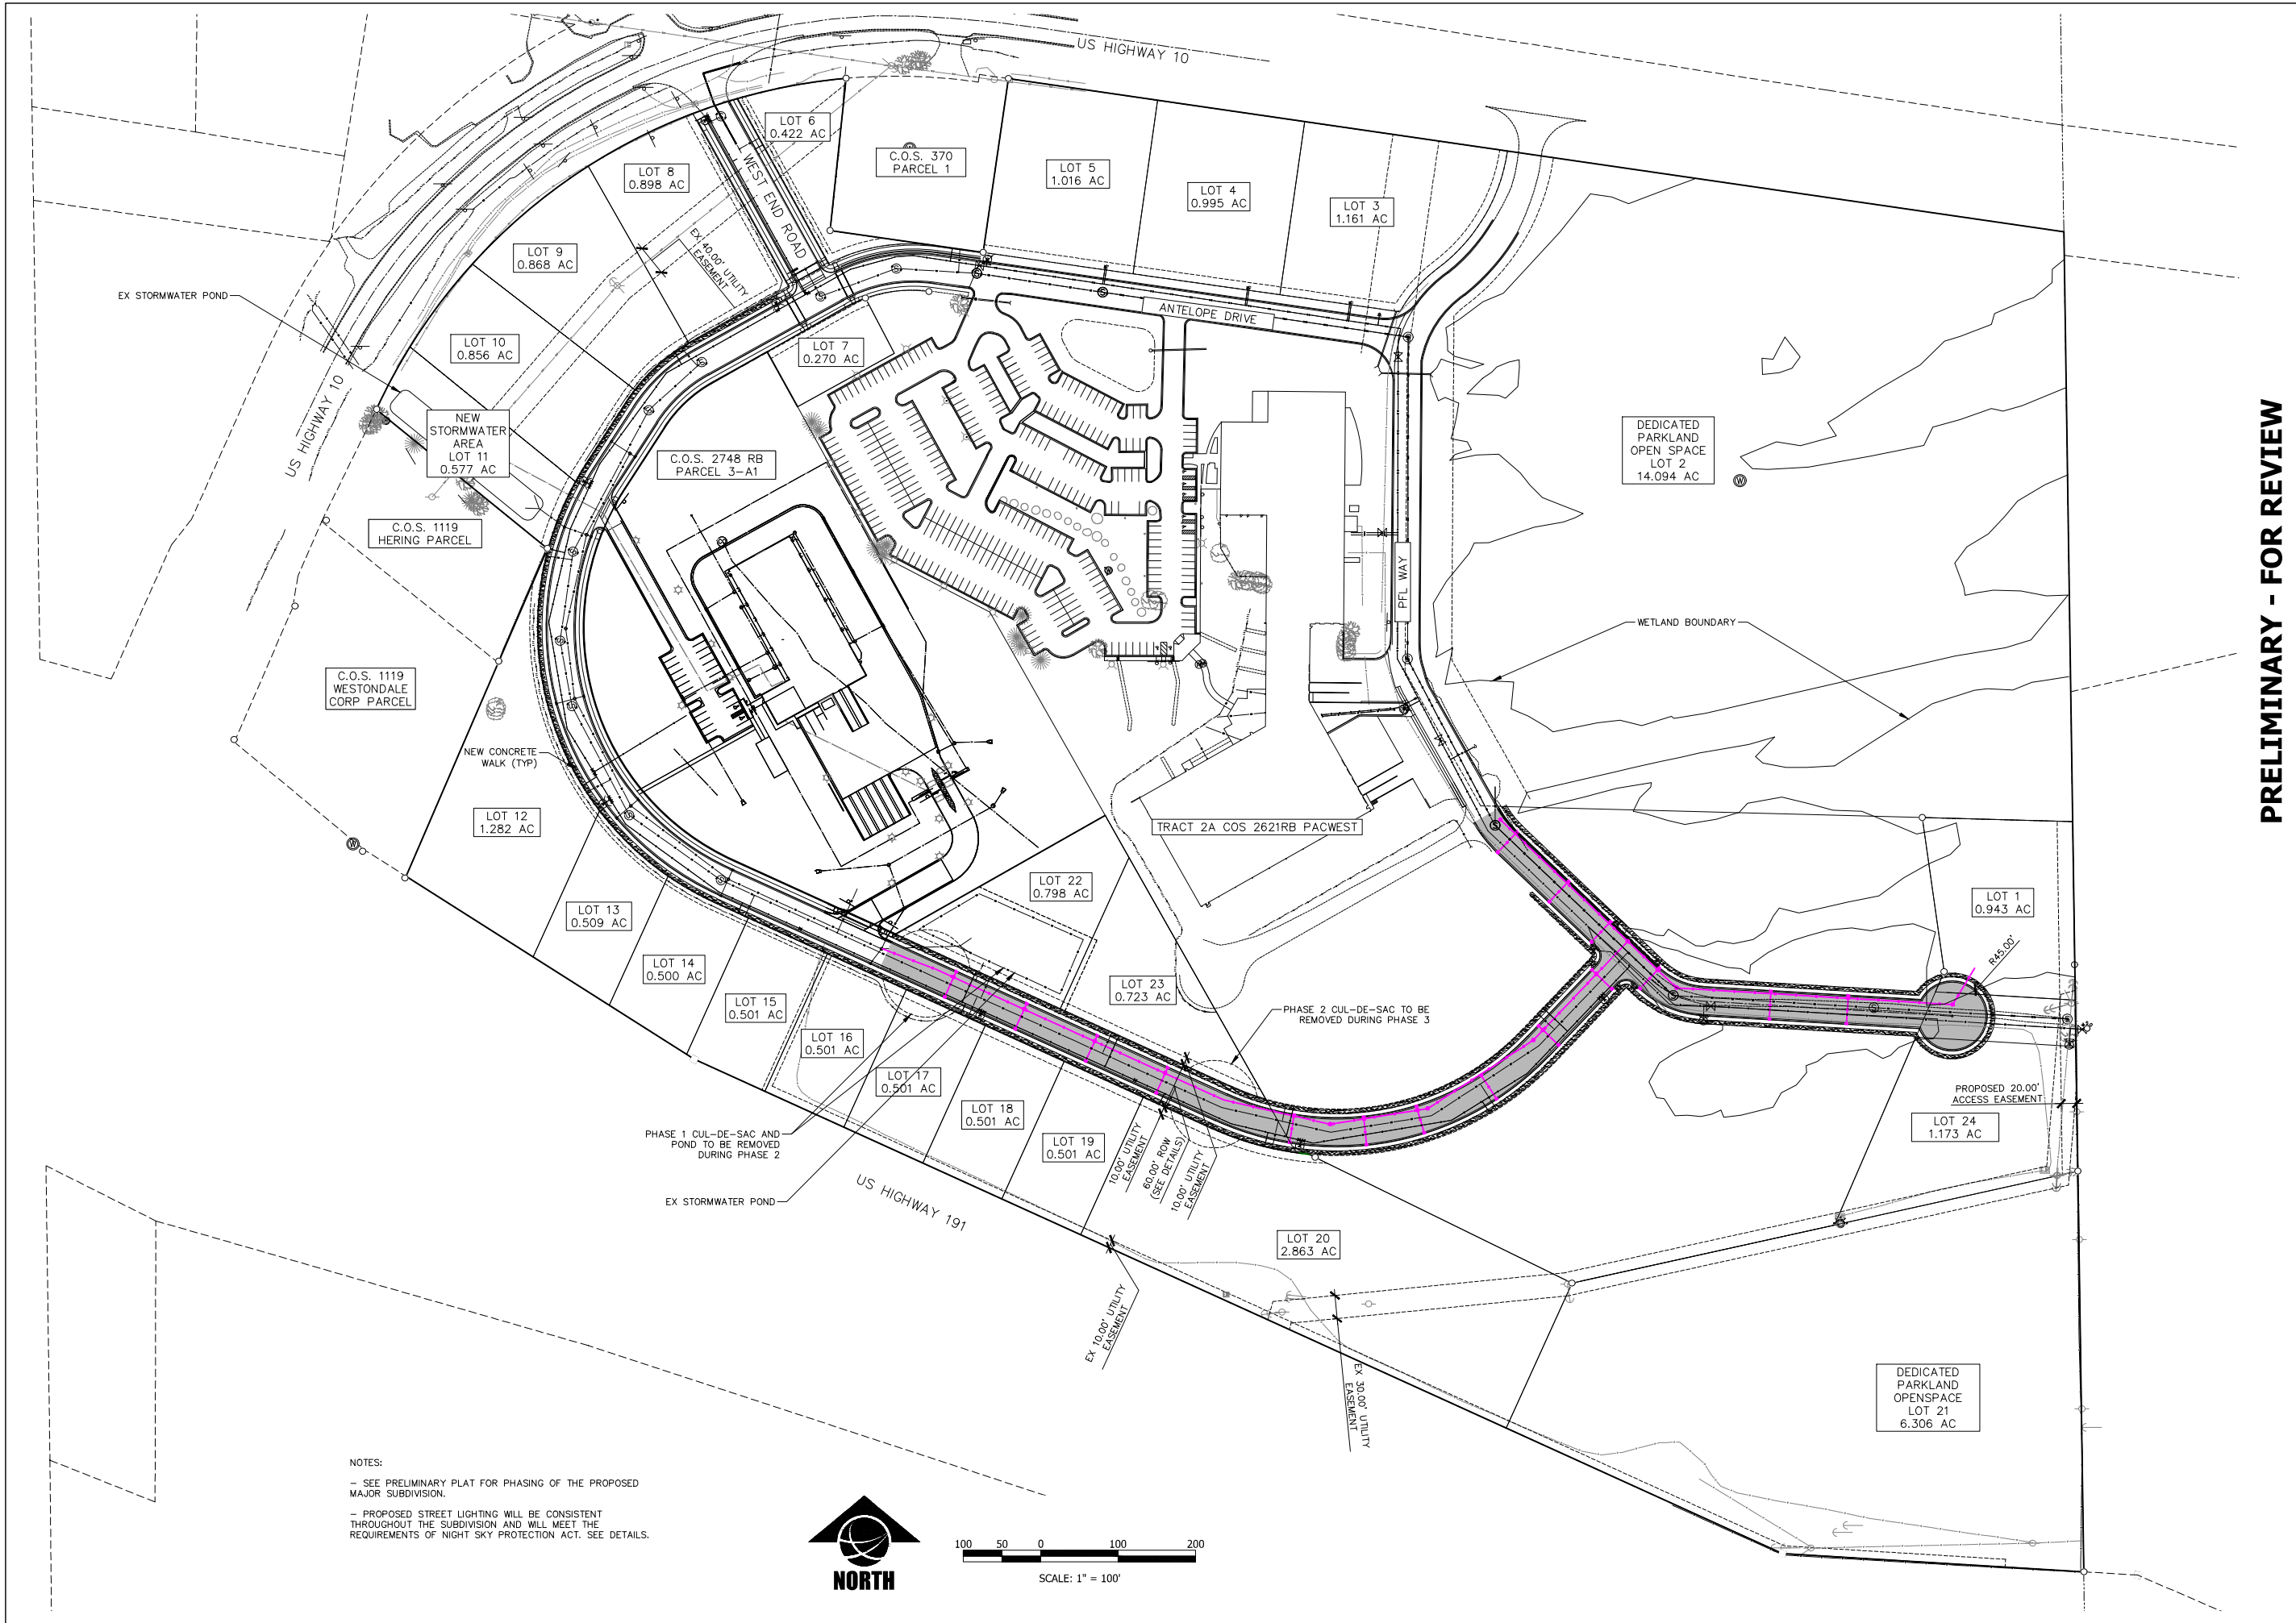 US HIGHWAY 10
LOT 6
0.422 AC
C.O.S. 370
PARCEL 1
LOT 5
1.016 AC
LOT 4
0.995 AC
LOT 3
1.161 AC
LOT 8
0.898 AC
WEST END ROAD
LOT 9
0.868 AC
EX 40.00' UTILITY
EASEMENT
EX STORMWATER POND
ANTELOPE DRIVE
LOT 10
0.856 AC
LOT 7
0.270 AC
US HIGHWAY 10
NEW
STORMWATER
AREA
LOT 11
0.577 AC
C.O.S. 2748 RB
PARCEL 3-A1
DEDICATED
PARKLAND
OPEN SPACE
LOT 2
14.094 AC
C.O.S. 1119
HERING PARCEL
PFL WAY
WETLAND BOUNDARY
C.O.S. 1119
WESTONDALE
CORP PARCEL
NEW CONCRETE
WALK (TYP)
LOT 12
1.282 AC
TRACT 2A COS 2621RB PACWEST
LOT 22
0.798 AC
LOT 1
0.943 AC
LOT 13
0.509 AC
R45.00'
LOT 14
0.500 AC
LOT 23
0.723 AC
LOT 15
0.501 AC
PHASE 2 CUL-DE-SAC TO BE
REMOVED DURING PHASE 3
LOT 16
0.501 AC
LOT 17
0.501 AC
PROPOSED 20.00'
ACCESS EASEMENT
LOT 18
0.501 AC
LOT 24
1.173 AC
PHASE 1 CUL-DE-SAC AND
POND TO BE REMOVED
DURING PHASE 2
LOT 19
0.501 AC
10.00' UTILITY
EASEMENT
60.00' ROW
(SEE DETAILS)
10.00' UTILITY
EASEMENT
EX STORMWATER POND
US HIGHWAY 191
LOT 20
2.863 AC
EX 10.00' UTILITY
EASEMENT
EX 30.00' UTILITY
EASEMENT
DEDICATED
PARKLAND
OPENSPACE
LOT 21
6.306 AC
NOTES:
- SEE PRELIMINARY PLAT FOR PHASING OF THE PROPOSED
MAJOR SUBDIVISION.
- PROPOSED STREET LIGHTING WILL BE CONSISTENT
THROUGHOUT THE SUBDIVISION AND WILL MEET THE
REQUIREMENTS OF NIGHT SKY PROTECTION ACT. SEE DETAILS.
NORTH
100 50 0 100 200
SCALE: 1" = 100'
PRELIMINARY - FOR REVIEW